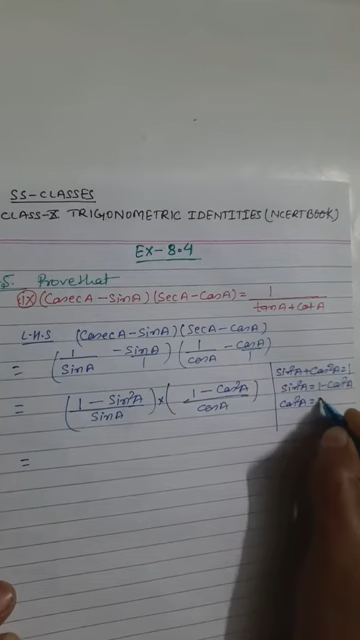 SS-CLASSES
CLASS-X TRIGONOMETRIC IDENTITIES (NCERT BOOK)
EX-8.4
5. Prove that
(ix) (CosecA - SinA) (SecA - CosA) = 1/(tanA + CotA)
L.H.S (CosecA - SinA) (SecA - CosA)
= (1/SinA - SinA/1) (1/CosA - CosA/1)
= ((1 - Sin²A)/SinA) × ((1 - Cos²A)/CosA)
Sin²A + Cos²A = 1
Sin²A = 1 - Cos²A
Cos²A =
=